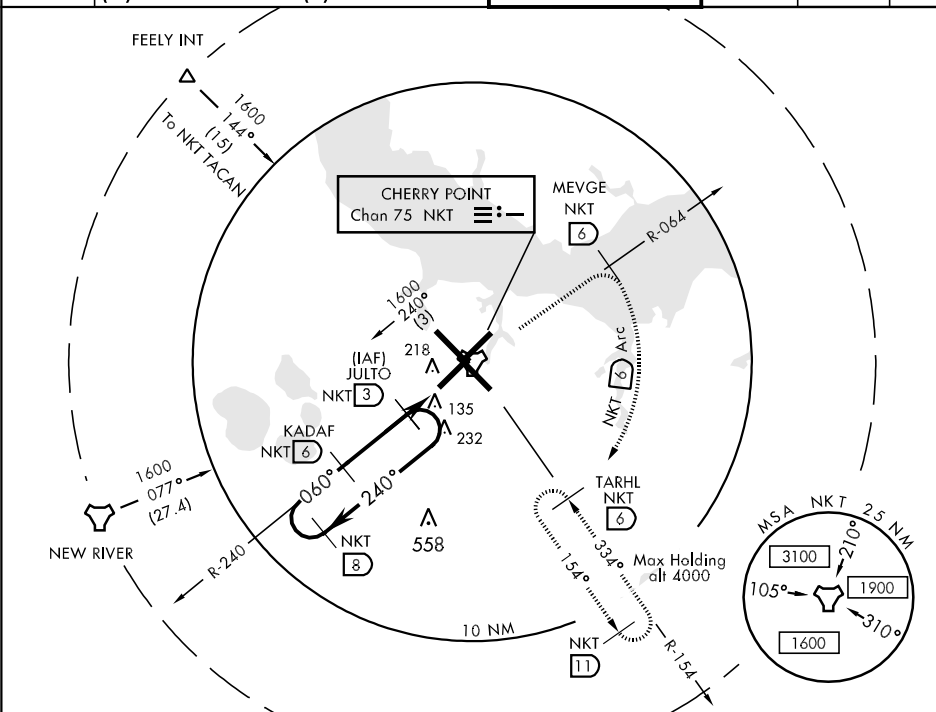 FEELY INT
1600
144°
(15)
To NKT TACAN
CHERRY POINT
Chan 75 NKT
MEVGE
NKT
6
R-064
1600
240°
(3)
218
(IAF)
JULTO
NKT 3
135
232
NKT 6 Arc
KADAF
NKT 6
060°
240°
1600
077°
(27.4)
NEW RIVER
R-240
NKT
8
558
TARHL
NKT
6
334°
154°
Max Holding
alt 4000
10 NM
NKT
11
R-154
MSA NKT 25 NM
210°
3100
105°
1900
310°
1600